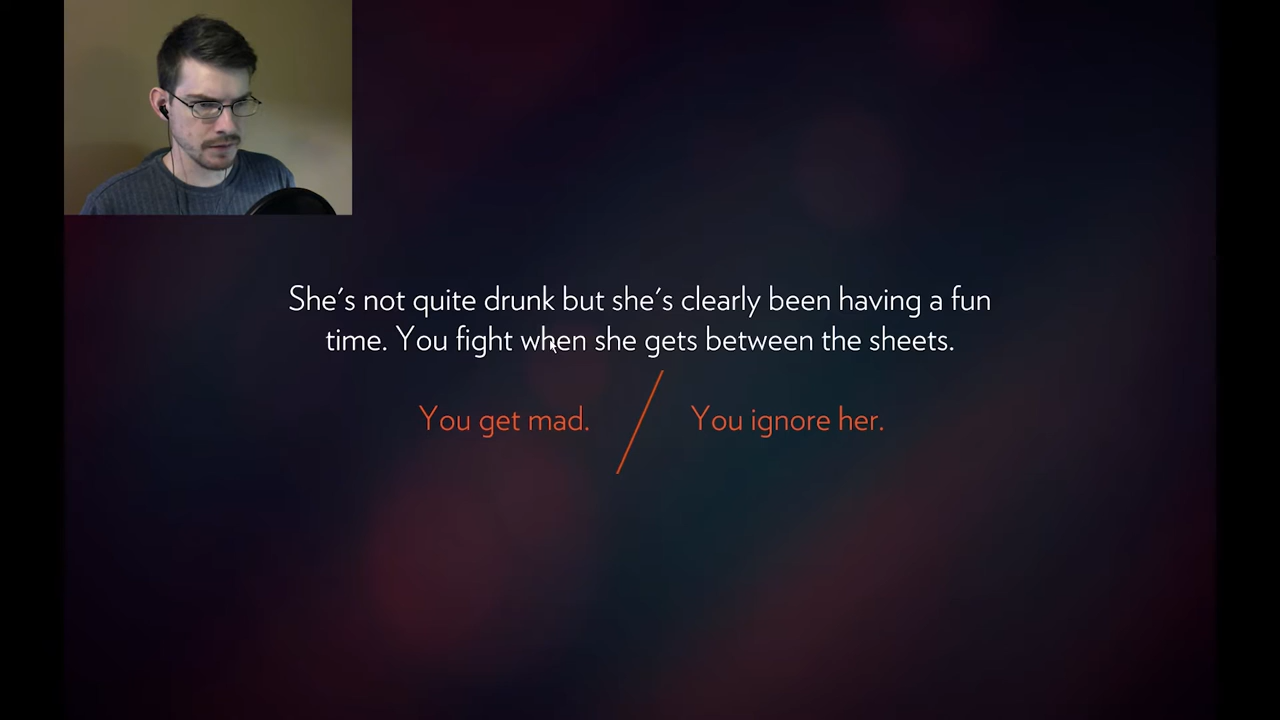 She's not quite drunk but she's clearly been having a fun
time. You fight when she gets between the sheets.
You get mad.
You ignore her.